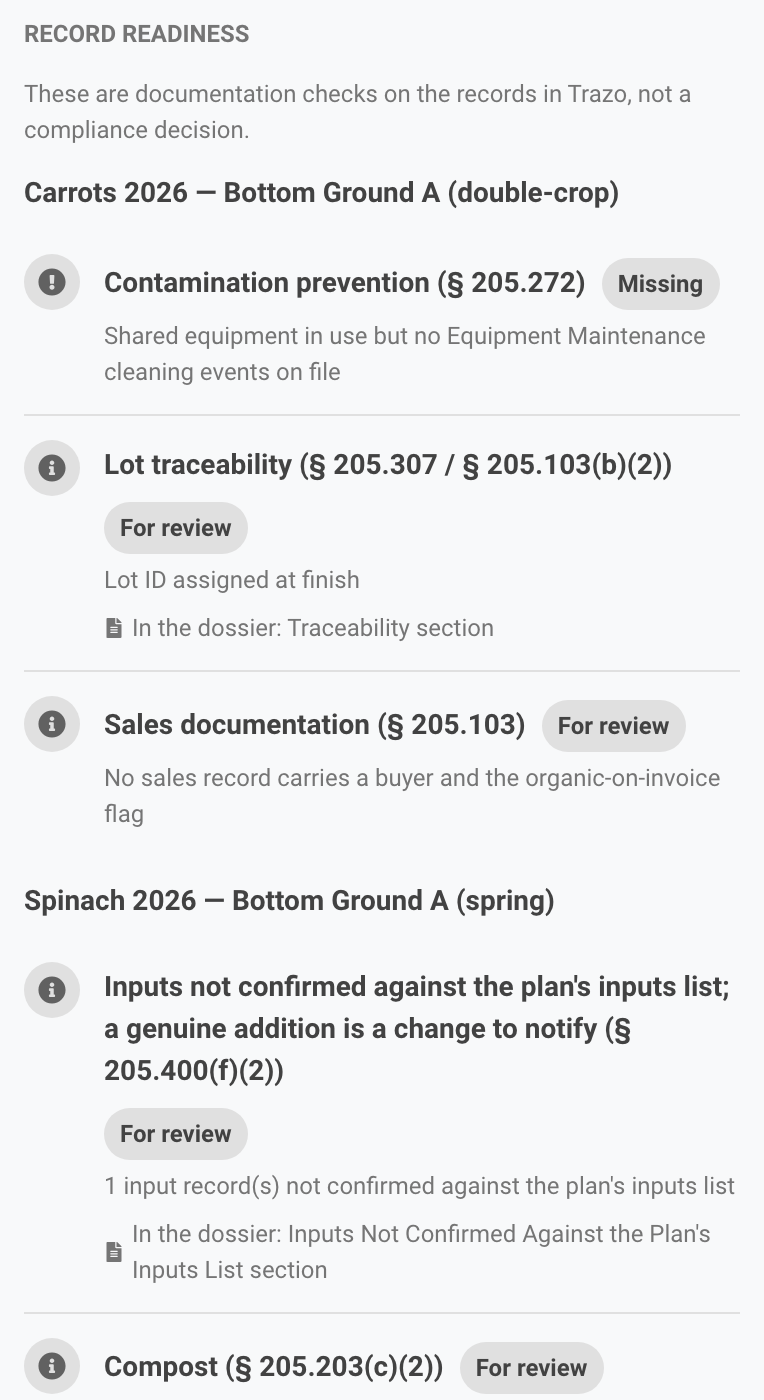 RECORD READINESS
These are documentation checks on the records in Trazo, not a
compliance decision.
Carrots 2026 — Bottom Ground A (double-crop)
Contamination prevention (§ 205.272) Missing
Shared equipment in use but no Equipment Maintenance
cleaning events on file
Lot traceability (§ 205.307 / § 205.103(b)(2))
For review
Lot ID assigned at finish
In the dossier: Traceability section
Sales documentation (§ 205.103) For review
No sales record carries a buyer and the organic-on-invoice
flag
Spinach 2026 — Bottom Ground A (spring)
Inputs not confirmed against the plan's inputs list;
a genuine addition is a change to notify (§
205.400(f)(2))
For review
1 input record(s) not confirmed against the plan's inputs list
In the dossier: Inputs Not Confirmed Against the Plan's
Inputs List section
Compost (§ 205.203(c)(2)) For review